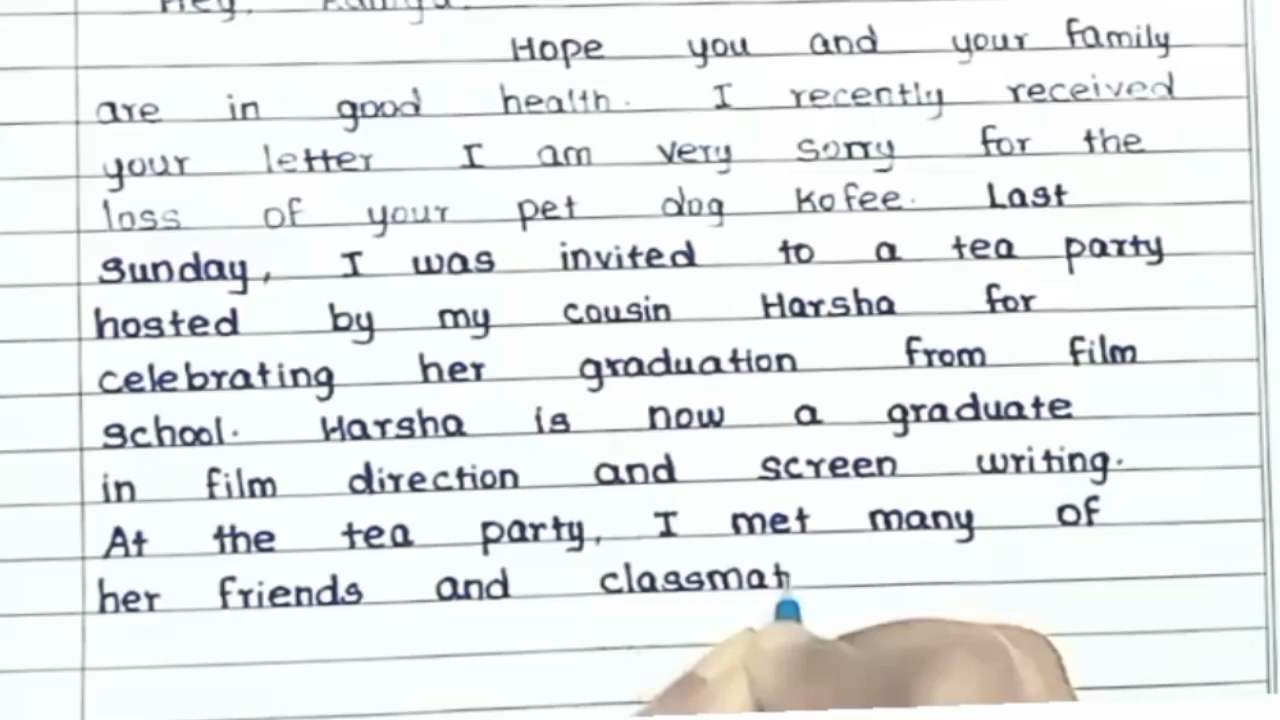 Hey,
Hope you and your family
are in good health. I recently received
your letter I am very sorry for the
loss of your pet dog Kofee. Last
Sunday, I was invited to a tea party
hosted by my cousin Harsha for
celebrating her graduation from film
school. Harsha is now a graduate
in film direction and screen writing.
At the tea party, I met many of
her friends and classmat